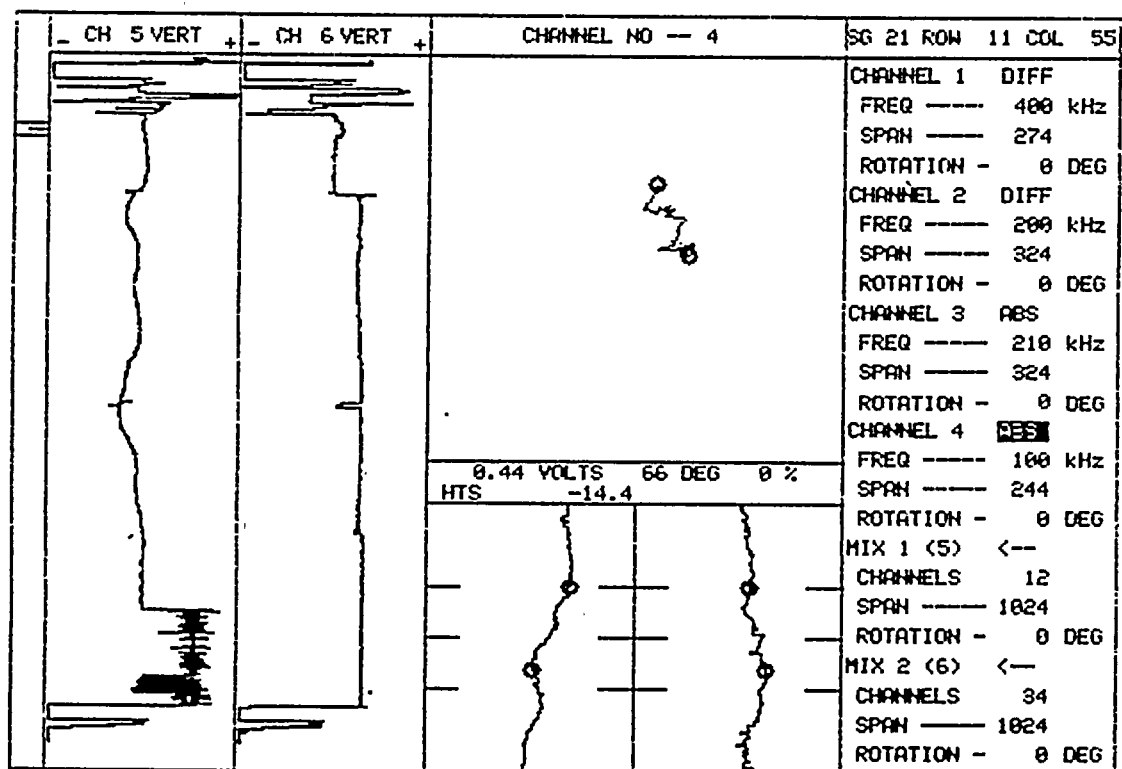 - CH 5 VERT +
- CH 6 VERT +
CHANNEL NO -- 4
SG 21 ROW 11 COL 55
CHANNEL 1 DIFF
FREQ ----- 400 kHz
SPAN ----- 274
ROTATION - 0 DEG
CHANNEL 2 DIFF
FREQ ----- 200 kHz
SPAN ----- 324
ROTATION - 0 DEG
CHANNEL 3 ABS
FREQ ----- 210 kHz
SPAN ----- 324
ROTATION - 0 DEG
CHANNEL 4 ABS
FREQ ----- 100 kHz
SPAN ----- 244
ROTATION - 0 DEG
MIX 1 (5) <--
CHANNELS 12
SPAN ----- 1024
ROTATION - 0 DEG
MIX 2 (6) <--
CHANNELS 34
SPAN ----- 1024
ROTATION - 0 DEG
0.44 VOLTS 66 DEG 0 %
HTS -14.4